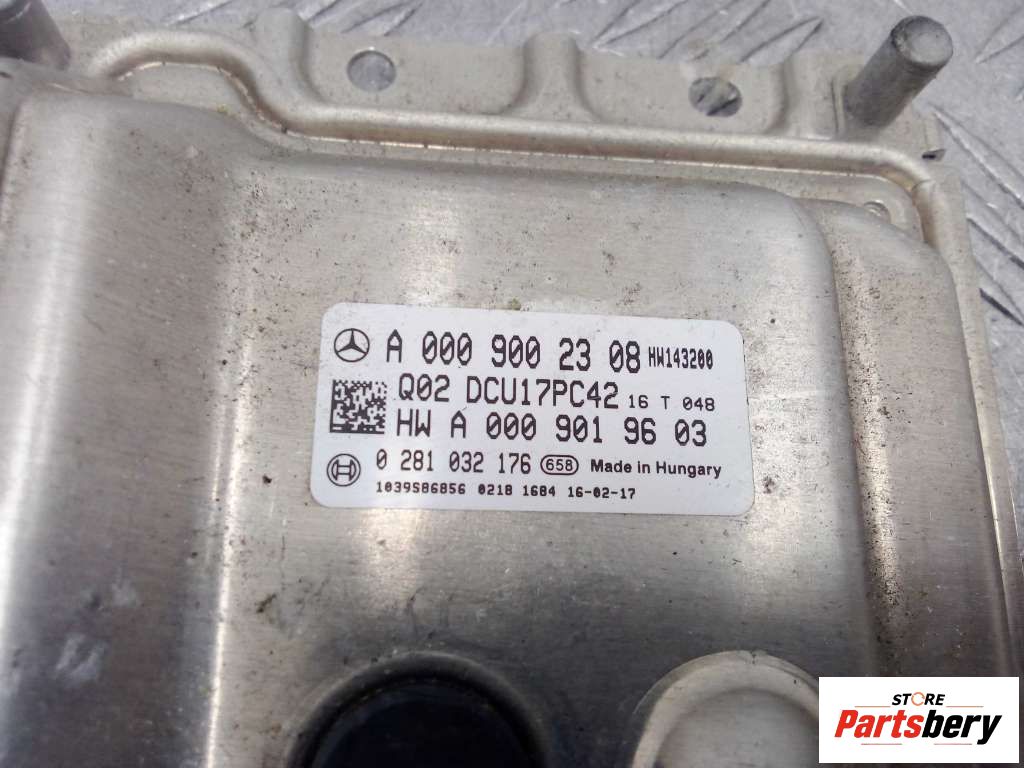 A 000 900 23 08 HW143200
Q02 DCU17PC42 16 T 048
HW A 000 901 96 03
0 281 032 176 658 Made in Hungary
1039S86856 0218 1684 16-02-17
STORE
Partsbery